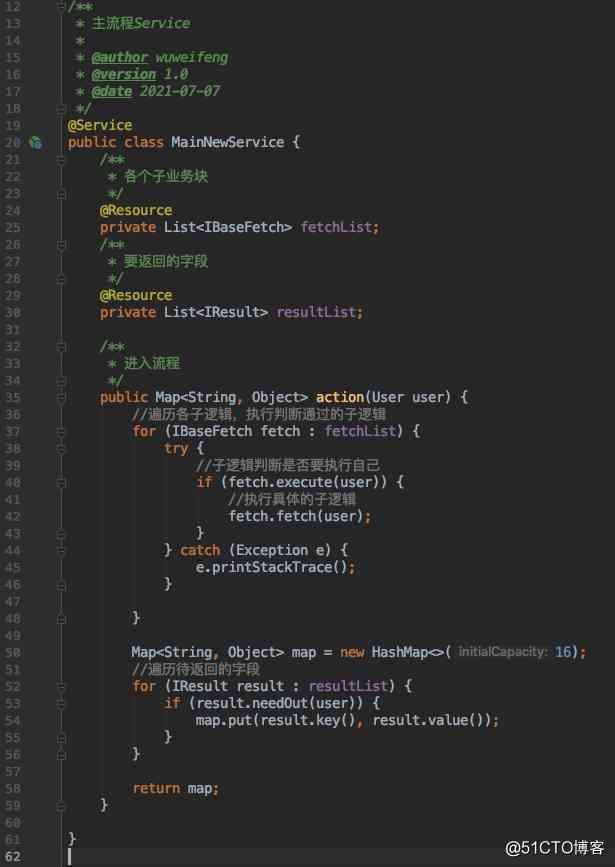 12 /**
13 * 主流程Service
14 *
15 * @author wuweifeng
16 * @version 1.0
17 * @date 2021-07-07
18 */
19 @Service
20 public class MainNewService {
21 /**
22 * 各个子业务块
23 */
24 @Resource
25 private List<IBaseFetch> fetchList;
26 /**
27 * 要返回的字段
28 */
29 @Resource
30 private List<IResult> resultList;
31
32 /**
33 * 进入流程
34 */
35 public Map<String, Object> action(User user) {
36 //遍历各子逻辑，执行判断通过的子逻辑
37 for (IBaseFetch fetch : fetchList) {
38 try {
39 //子逻辑判断是否要执行自己
40 if (fetch.execute(user)) {
41 //执行具体的子逻辑
42 fetch.fetch(user);
43 }
44 } catch (Exception e) {
45 e.printStackTrace();
46 }
47
48 }
49
50 Map<String, Object> map = new HashMap<>( initialCapacity: 16);
51 //遍历待返回的字段
52 for (IResult result : resultList) {
53 if (result.needOut(user)) {
54 map.put(result.key(), result.value());
55 }
56 }
57
58 return map;
59 }
60
61 }
62
@51CTO博客